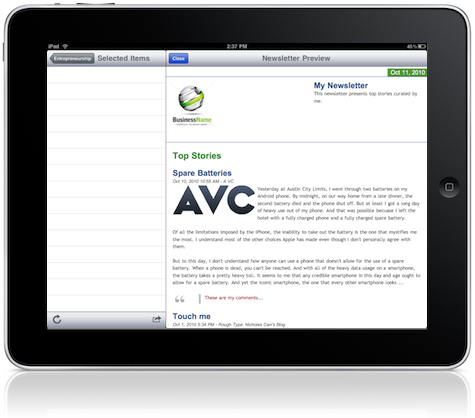 iPad 2:37 PM 45%
Entrepreneurship Selected Items Close Newsletter Preview
Oct 11, 2010
My Newsletter
This newsletter presents top stories curated by
me.
BusinessName
Top Stories
Spare Batteries
Oct 10, 2010 10:55 AM - A VC
AVC
Yesterday at Austin City Limits, I went through two batteries on my
Android phone. By midnight, on our way home from a late dinner, the
second battery died and the phone shut off. But at least I got a long day
of heavy use out of my phone. And that was possible because I left the
hotel with a fully charged phone and a fully charged spare battery.
Of all the limitations imposed by the iPhone, the inability to take out the battery is the one that mystifies me
the most. I understand most of the other choices Apple has made even though I don't personally agree with
them.
But to this day, I don't understand how anyone can use a phone that doesn't allow for the use of a spare
battery. When a phone is dead, you can't be reached. And with all of the heavy data usage on a smartphone,
the battery takes a pretty heavy toll. It seems to me that any credible smartphone in this day and age ought to
allow for a spare battery. And yet the iconic smartphone, the one that every other smartphone looks ...
These are my comments...
Touch me
Oct 1, 2010 5:34 PM - Rough Type: Nicholas Carr's Blog